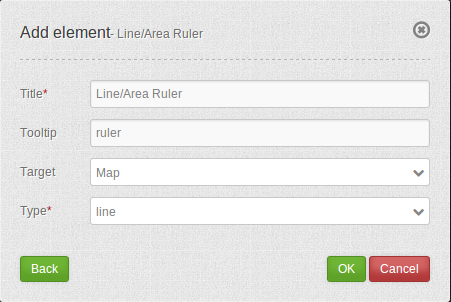 Add element- Line/Area Ruler
Title* Line/Area Ruler
Tooltip ruler
Target Map
Type* line
Back OK Cancel